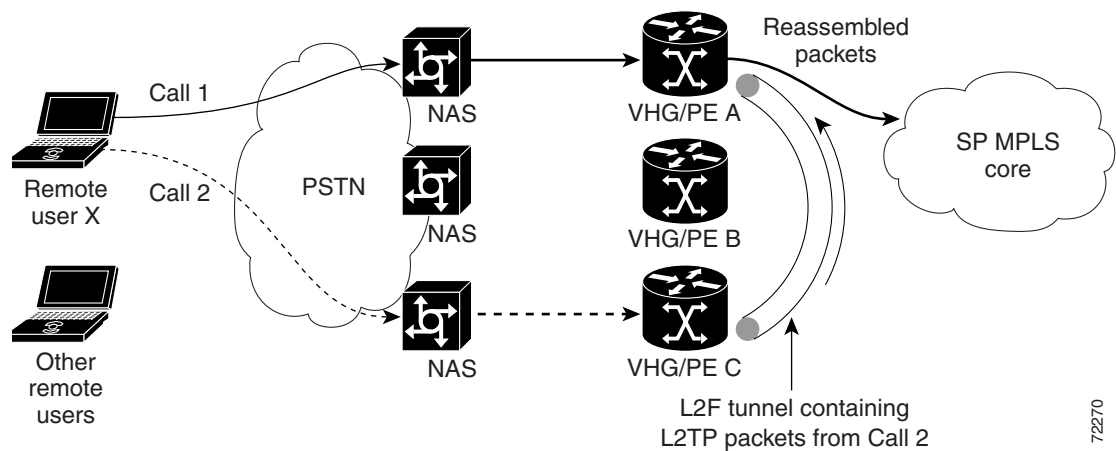 Reassembled
packets
Call 1
NAS
VHG/PE A
SP MPLS
core
Remote
user X
Call 2
PSTN
NAS
VHG/PE B
Other
remote
users
NAS
VHG/PE C
L2F tunnel containing
L2TP packets from Call 2
72270